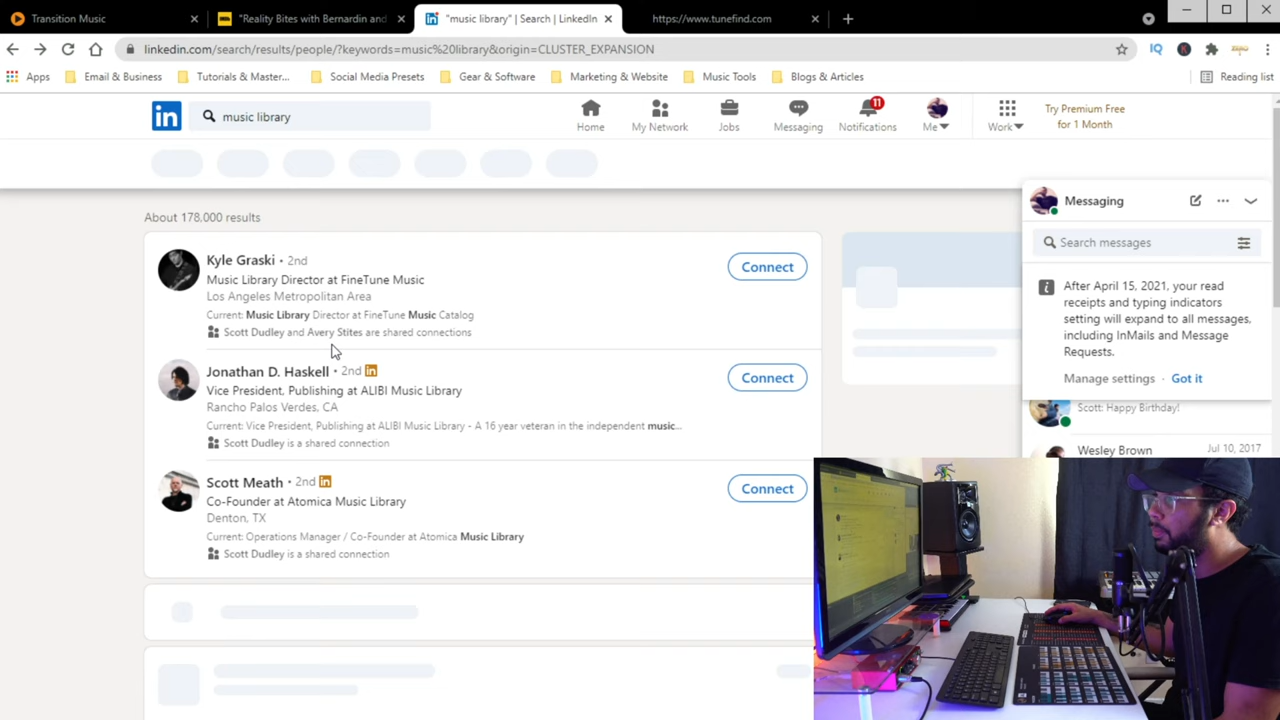 Transition Music
"Reality Bites with Bernardin and
"music library" | Search | LinkedIn
https://www.tunefind.com
linkedin.com/search/results/people/?keywords=music%20library&origin=CLUSTER_EXPANSION
Apps
Email & Business
Tutorials & Master...
Social Media Presets
Gear & Software
Marketing & Website
Music Tools
Blogs & Articles
Reading list
in
music library
Home
My Network
Jobs
Messaging
11
Notifications
Me
Work
Try Premium Free
for 1 Month
Messaging
Search messages
After April 15, 2021, your read
receipts and typing indicators
setting will expand to all messages,
including InMails and Message
Requests.
Manage settings · Got it
Scott: Happy Birthday!
Wesley Brown
Jul 10, 2017
About 178,000 results
Kyle Graski • 2nd
Music Library Director at FineTune Music
Los Angeles Metropolitan Area
Current: Music Library Director at FineTune Music Catalog
Scott Dudley and Avery Stites are shared connections
Connect
Jonathan D. Haskell • 2nd in
Vice President, Publishing at ALIBI Music Library
Rancho Palos Verdes, CA
Current: Vice President, Publishing at ALIBI Music Library - A 16 year veteran in the independent music...
Scott Dudley is a shared connection
Connect
Scott Meath • 2nd in
Co-Founder at Atomica Music Library
Denton, TX
Current: Operations Manager / Co-Founder at Atomica Music Library
Scott Dudley is a shared connection
Connect